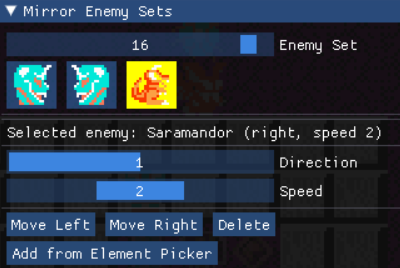 Mirror Enemy Sets
16 Enemy Set
Selected enemy: Saramandor (right, speed 2)
1 Direction
2 Speed
Move Left Move Right Delete
Add from Element Picker